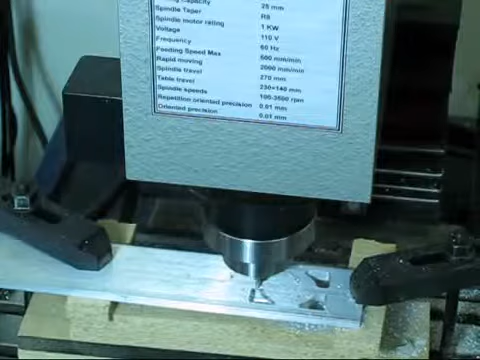 25 mm
Spindle Taper R8
Spindle motor rating 1 KW
Voltage 110 V
Frequency 60 Hz
Feeding Speed Max 500 mm/min
Rapid moving 2000 mm/min
Spindle travel 270 mm
Table travel 230×140 mm
Spindle speeds 100-3500 rpm
Repetition oriented precision 0.01 mm
Oriented precision 0.01 mm